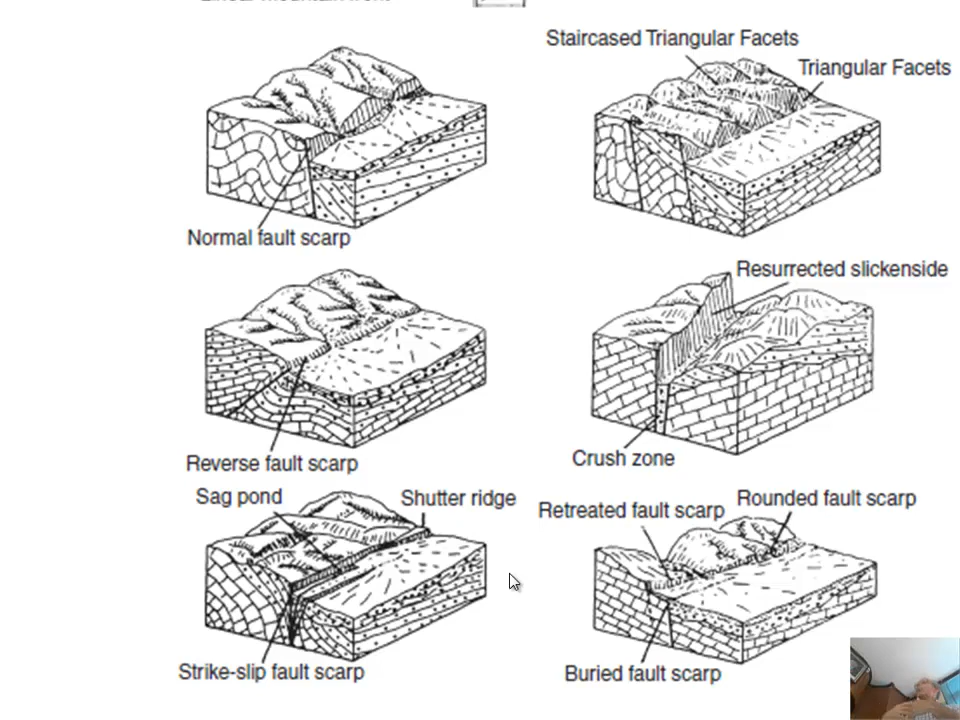 Staircased Triangular Facets
Triangular Facets
Normal fault scarp
Resurrected slickenside
Reverse fault scarp
Crush zone
Sag pond
Shutter ridge
Retreated fault scarp
Rounded fault scarp
Strike-slip fault scarp
Buried fault scarp